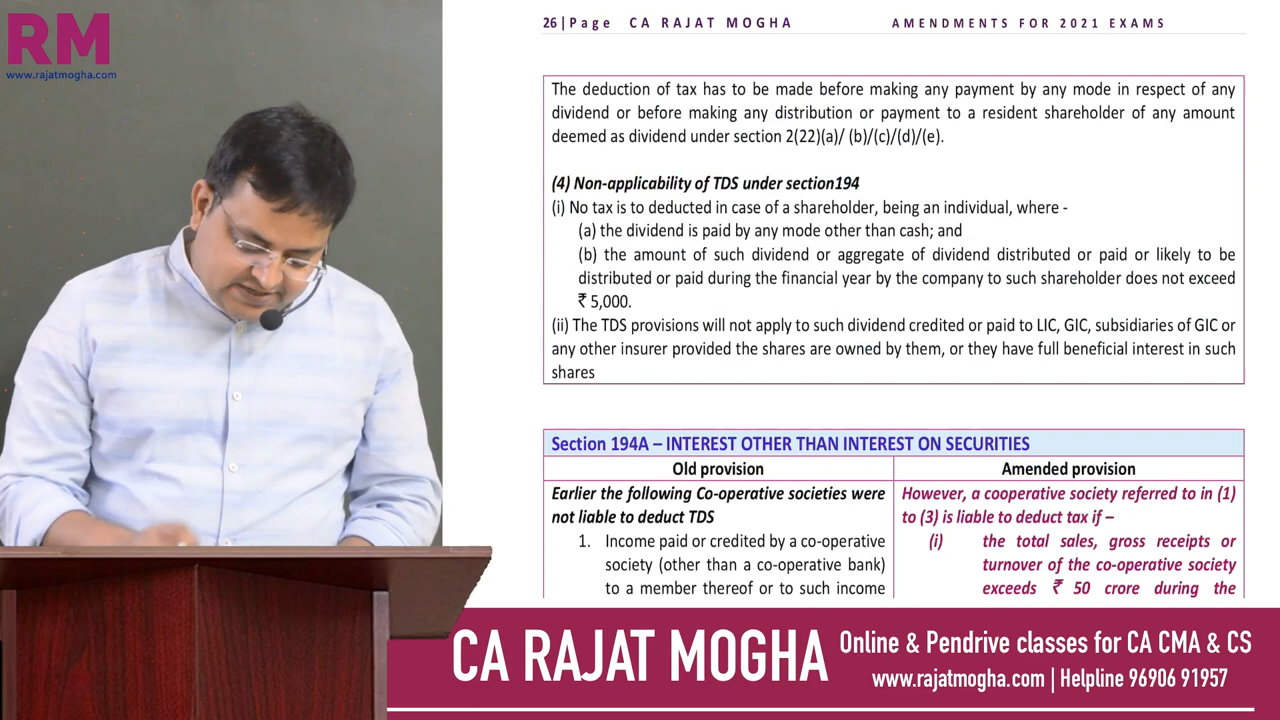 RM
www.rajatmogha.com
26|Page CA RAJAT MOGHA AMENDMENTS FOR 2021 EXAMS
The deduction of tax has to be made before making any payment by any mode in respect of any
dividend or before making any distribution or payment to a resident shareholder of any amount
deemed as dividend under section 2(22)(a)/ (b)/(c)/(d)/(e).
(4) Non-applicability of TDS under section194
(i) No tax is to deducted in case of a shareholder, being an individual, where -
(a) the dividend is paid by any mode other than cash; and
(b) the amount of such dividend or aggregate of dividend distributed or paid or likely to be
distributed or paid during the financial year by the company to such shareholder does not exceed
₹ 5,000.
(ii) The TDS provisions will not apply to such dividend credited or paid to LIC, GIC, subsidiaries of GIC or
any other insurer provided the shares are owned by them, or they have full beneficial interest in such
shares
Section 194A – INTEREST OTHER THAN INTEREST ON SECURITIES
Old provision
Earlier the following Co-operative societies were
not liable to deduct TDS
1. Income paid or credited by a co-operative
society (other than a co-operative bank)
to a member thereof or to such income
Amended provision
However, a cooperative society referred to in (1)
to (3) is liable to deduct tax if –
(i) the total sales, gross receipts or
turnover of the co-operative society
exceeds ₹ 50 crore during the
CA RAJAT MOGHA
Online & Pendrive classes for CA CMA & CS
www.rajatmogha.com | Helpline 96906 91957